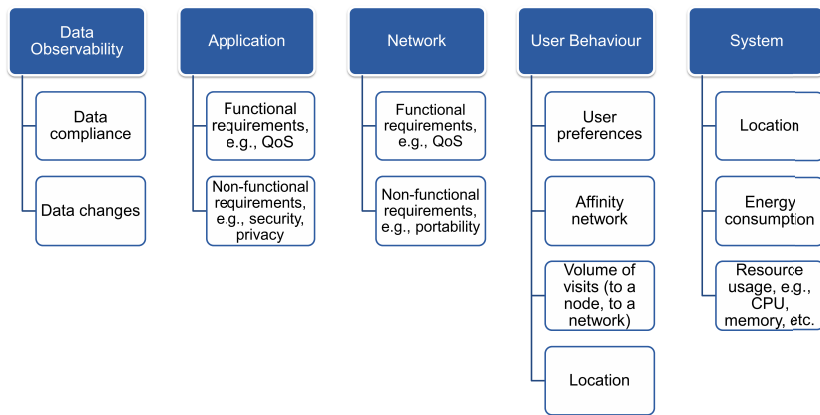 Data
Observability
Data
compliance
Data changes
Application
Functional
requirements,
e.g., QoS
Non-functional
requirements,
e.g., security,
privacy
Network
Functional
requirements,
e.g., QoS
Non-functional
requirements,
e.g., portability
User Behaviour
User
preferences
Affinity
network
Volume of
visits (to a
node, to a
network)
Location
System
Location
Energy
consumption
Resource
usage, e.g.,
CPU,
memory, etc.